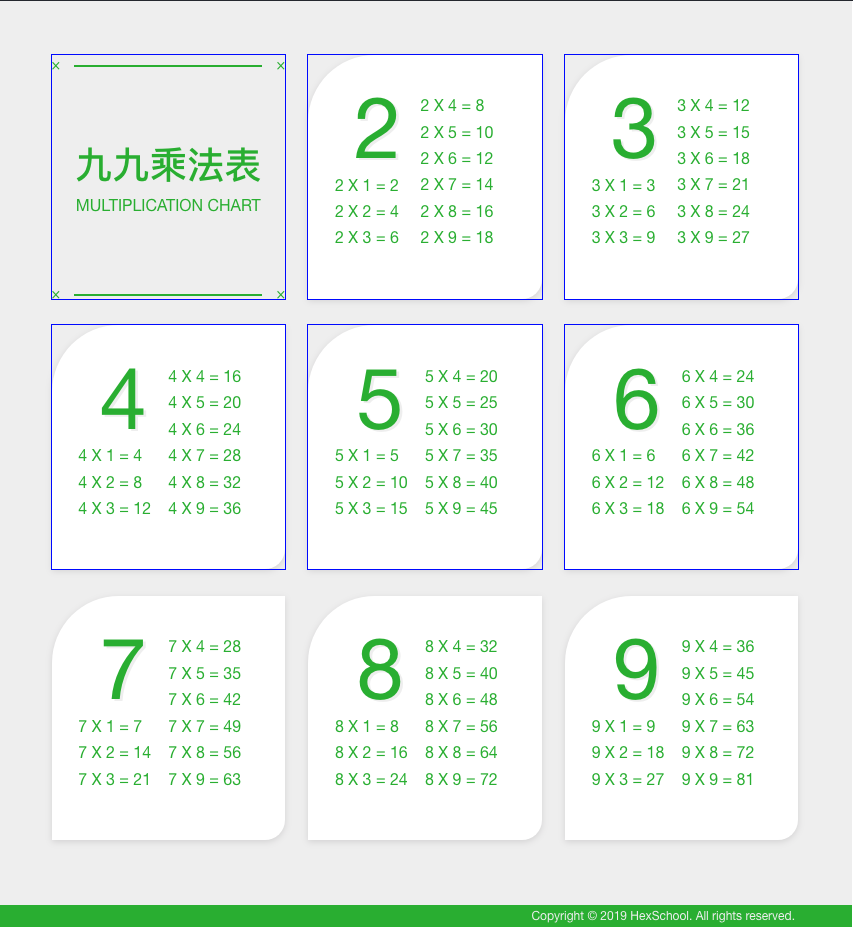 × ×
九九乘法表
MULTIPLICATION CHART
× ×
2
2 X 1 = 2
2 X 2 = 4
2 X 3 = 6
2 X 4 = 8
2 X 5 = 10
2 X 6 = 12
2 X 7 = 14
2 X 8 = 16
2 X 9 = 18
3
3 X 1 = 3
3 X 2 = 6
3 X 3 = 9
3 X 4 = 12
3 X 5 = 15
3 X 6 = 18
3 X 7 = 21
3 X 8 = 24
3 X 9 = 27
4
4 X 1 = 4
4 X 2 = 8
4 X 3 = 12
4 X 4 = 16
4 X 5 = 20
4 X 6 = 24
4 X 7 = 28
4 X 8 = 32
4 X 9 = 36
5
5 X 1 = 5
5 X 2 = 10
5 X 3 = 15
5 X 4 = 20
5 X 5 = 25
5 X 6 = 30
5 X 7 = 35
5 X 8 = 40
5 X 9 = 45
6
6 X 1 = 6
6 X 2 = 12
6 X 3 = 18
6 X 4 = 24
6 X 5 = 30
6 X 6 = 36
6 X 7 = 42
6 X 8 = 48
6 X 9 = 54
7
7 X 1 = 7
7 X 2 = 14
7 X 3 = 21
7 X 4 = 28
7 X 5 = 35
7 X 6 = 42
7 X 7 = 49
7 X 8 = 56
7 X 9 = 63
8
8 X 1 = 8
8 X 2 = 16
8 X 3 = 24
8 X 4 = 32
8 X 5 = 40
8 X 6 = 48
8 X 7 = 56
8 X 8 = 64
8 X 9 = 72
9
9 X 1 = 9
9 X 2 = 18
9 X 3 = 27
9 X 4 = 36
9 X 5 = 45
9 X 6 = 54
9 X 7 = 63
9 X 8 = 72
9 X 9 = 81
Copyright © 2019 HexSchool. All rights reserved.